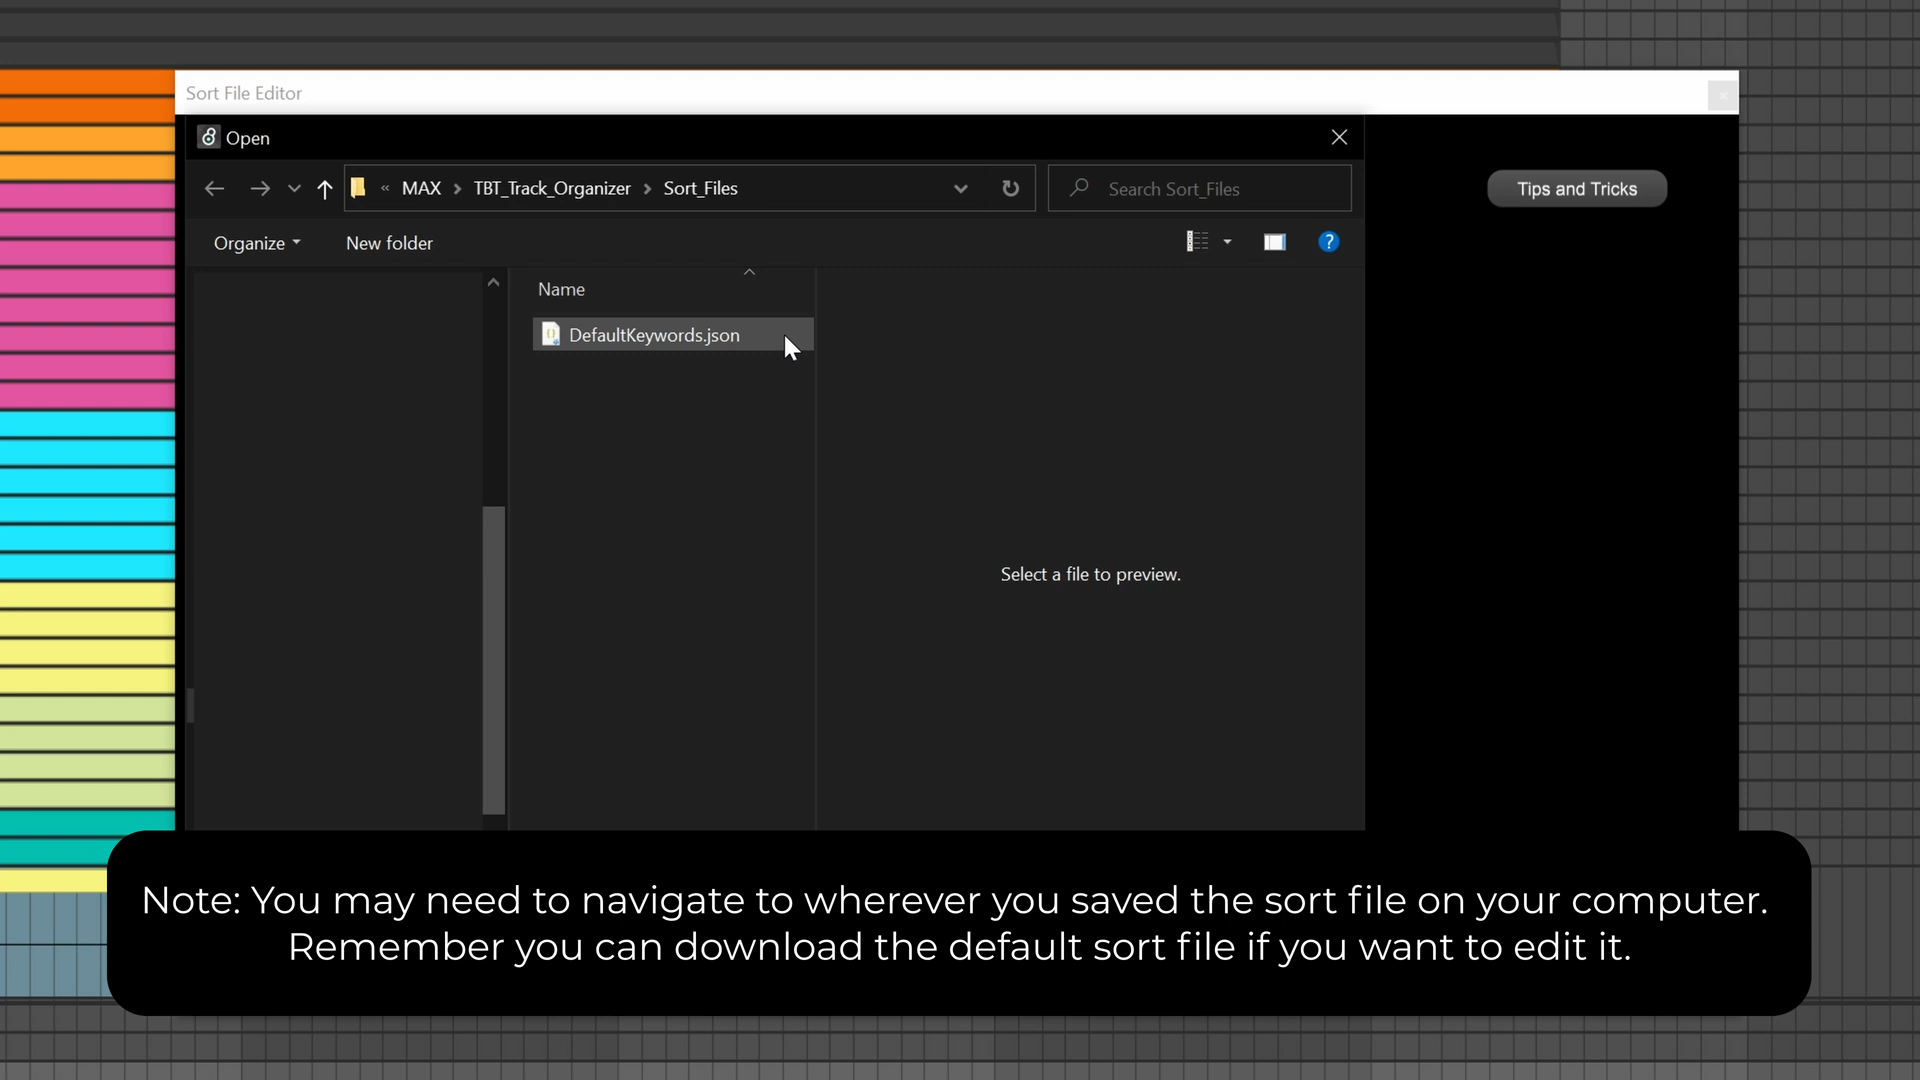 Sort File Editor
Open
« MAX > TBT_Track_Organizer > Sort_Files
Search Sort_Files
Tips and Tricks
Organize
New folder
?
Name
DefaultKeywords.json
Select a file to preview.
Note: You may need to navigate to wherever you saved the sort file on your computer.
Remember you can download the default sort file if you want to edit it.